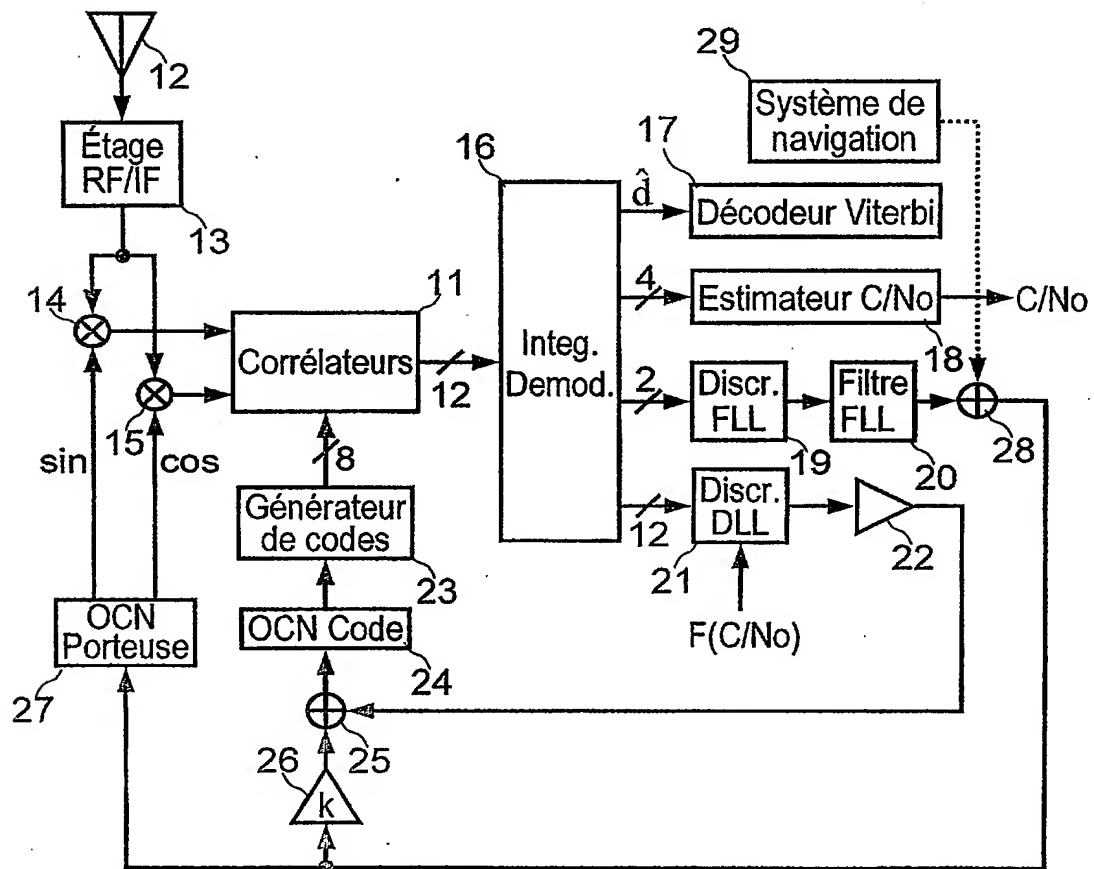 12
29
Système de
navigation
Étage
RF/IF
13
16
17
d̂
Décodeur Viterbi
14
11
4
Estimateur C/No
C/No
18
Corrélateurs
12
Integ.
Demod.
2
Discr.
FLL
Filtre
FLL
15
28
sin
cos
8
19
20
Générateur
de codes
12
Discr.
DLL
22
23
21
OCN
Porteuse
OCN Code
F(C/No)
24
27
25
26
k